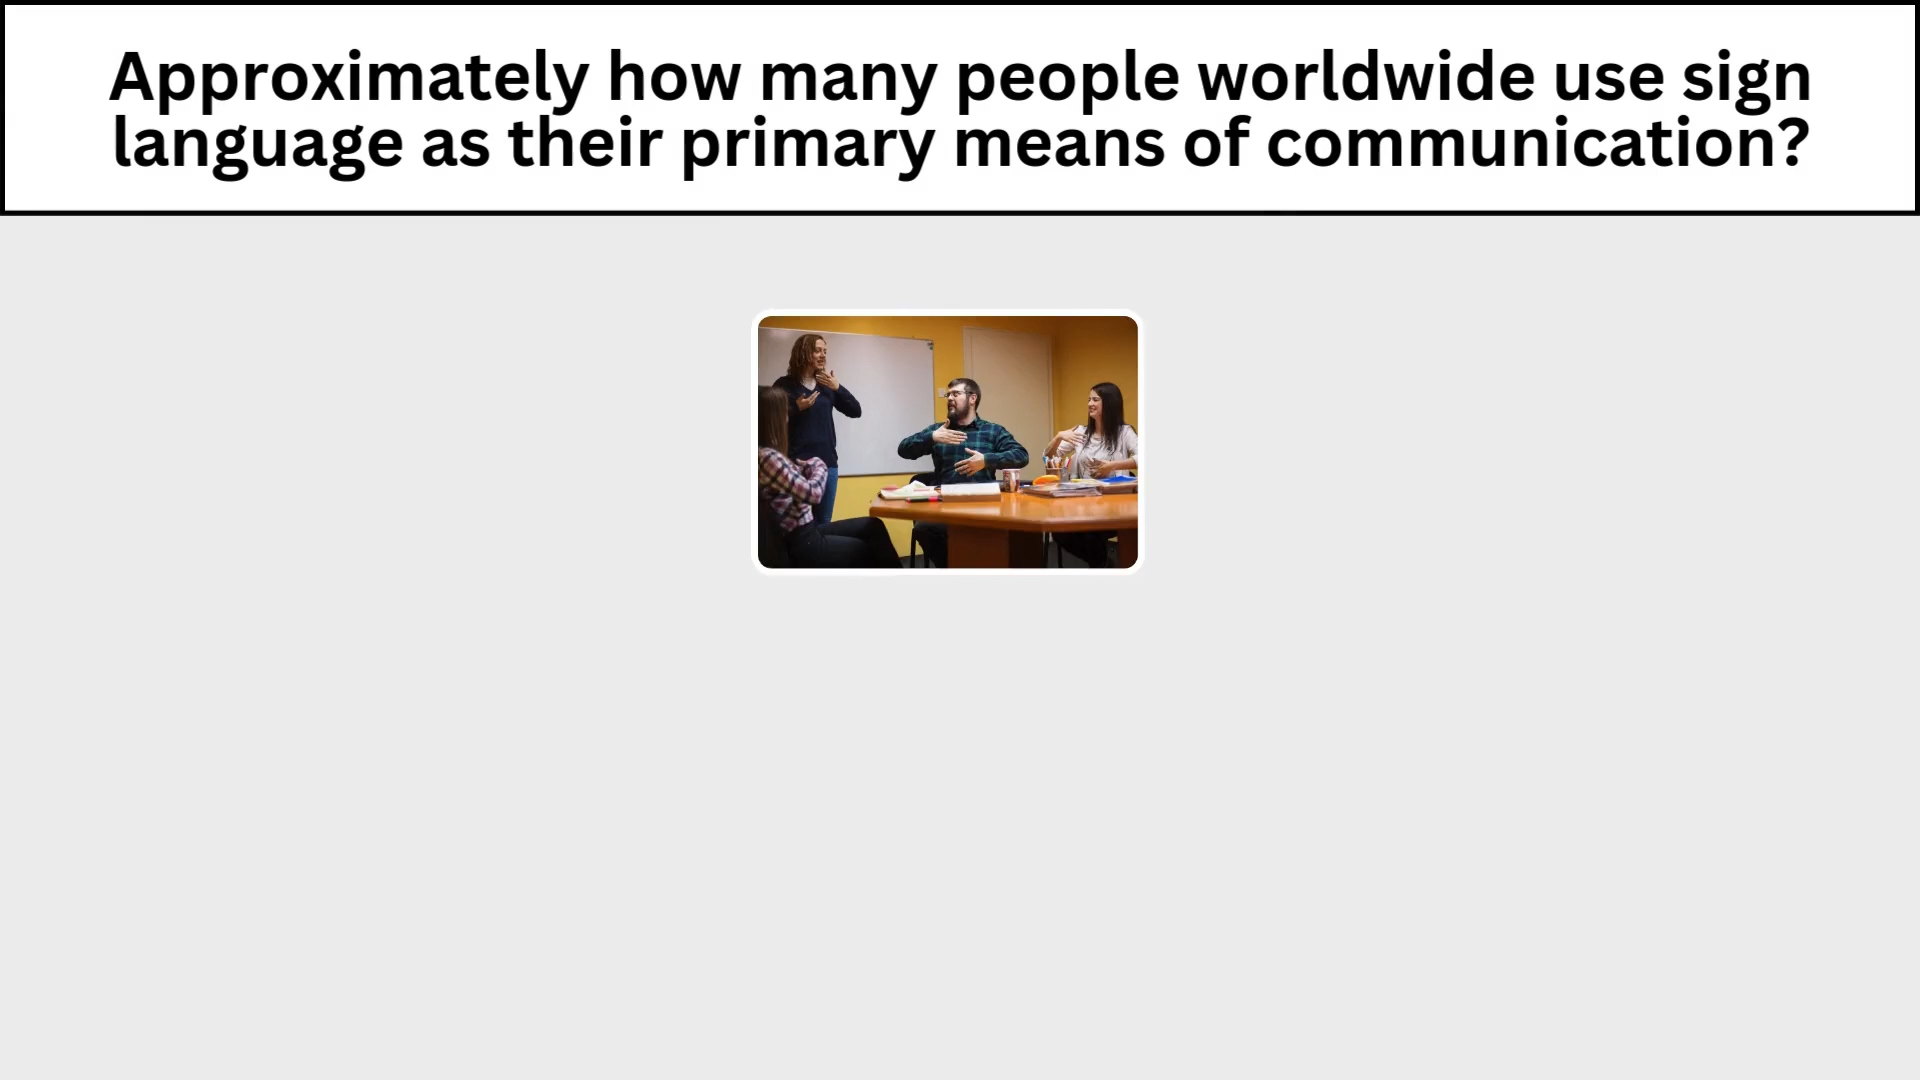 Approximately how many people worldwide use sign
language as their primary means of communication?